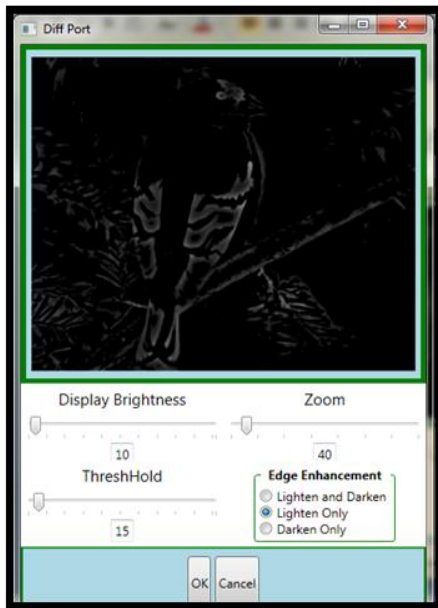 Diff Port
Display Brightness
Zoom
10
40
ThreshHold
15
Edge Enhancement
Lighten and Darken
Lighten Only
Darken Only
OK
Cancel